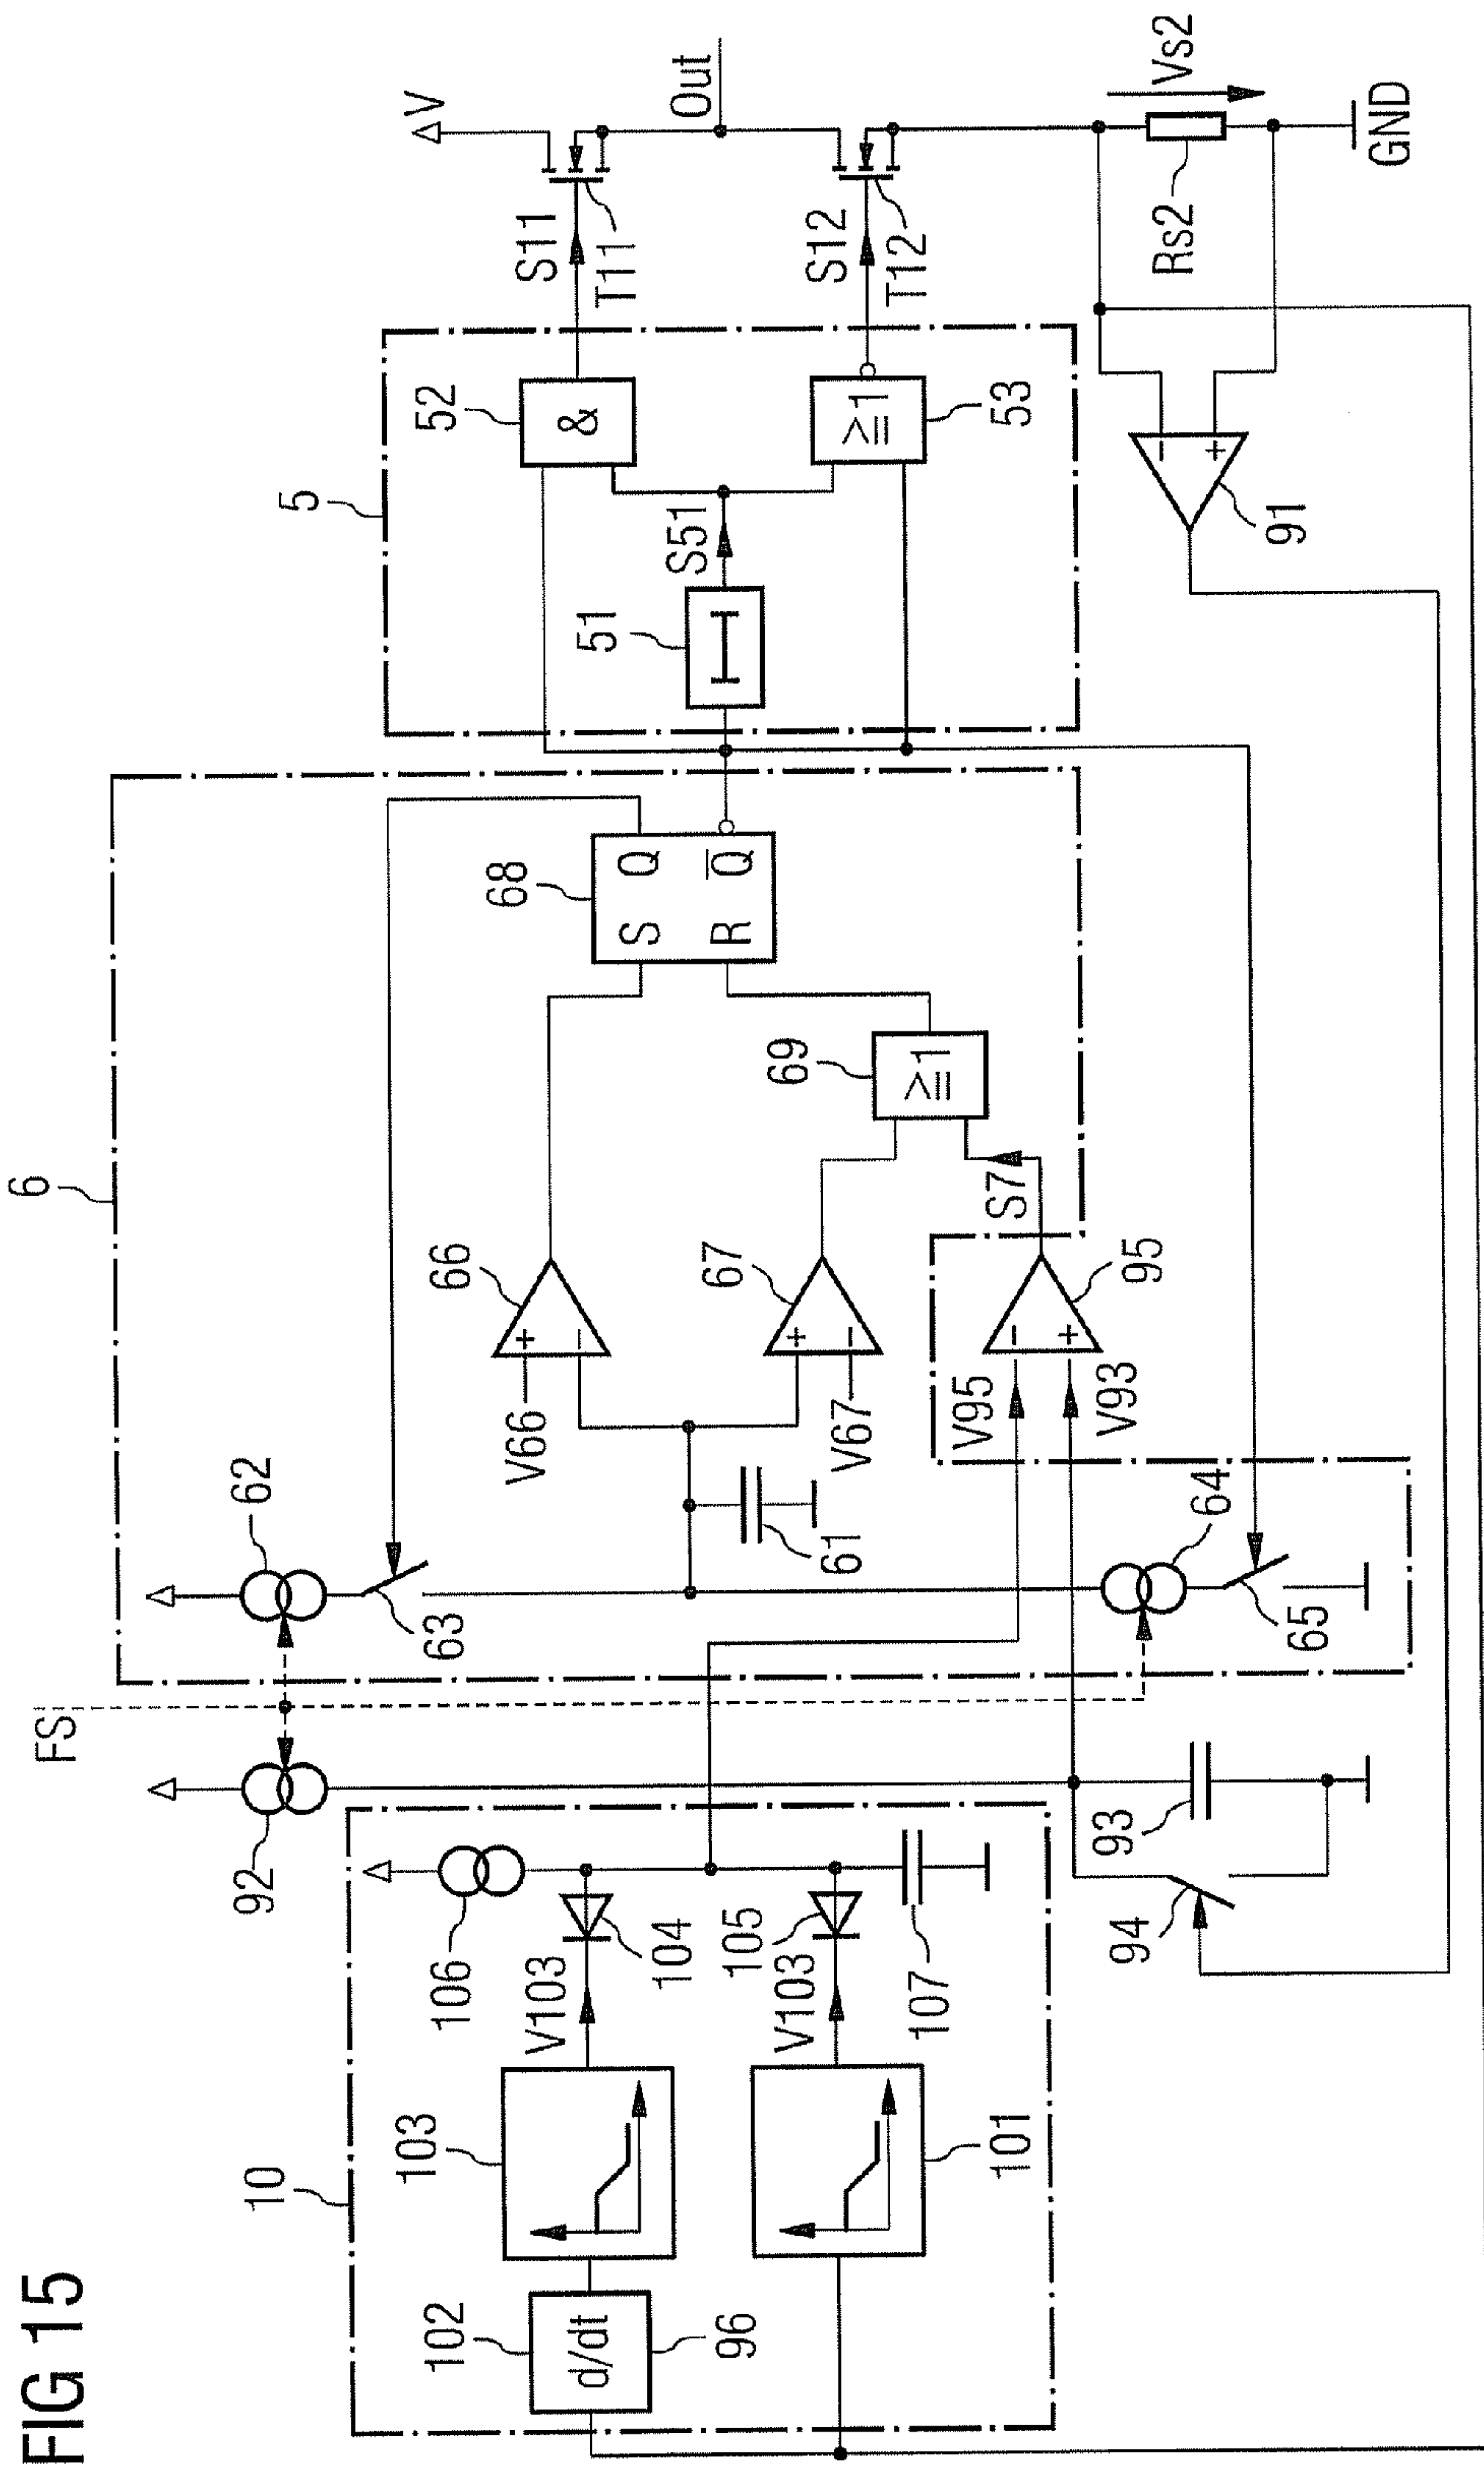 FIG 15
10
102
d/dt
96
103
101
V103
V103
104
105
106
107
92
FS
94
93
6
62
63
61
64
65
V66
V67
V95
V93
+
−
66
+
−
67
−
+
95
S7
69
≥1
68
S
Q
R
Q̅
5
51
S51
52
&
53
≥1
S11
T11
S12
T12
V
Out
91
−
+
Rs2
Vs2
GND